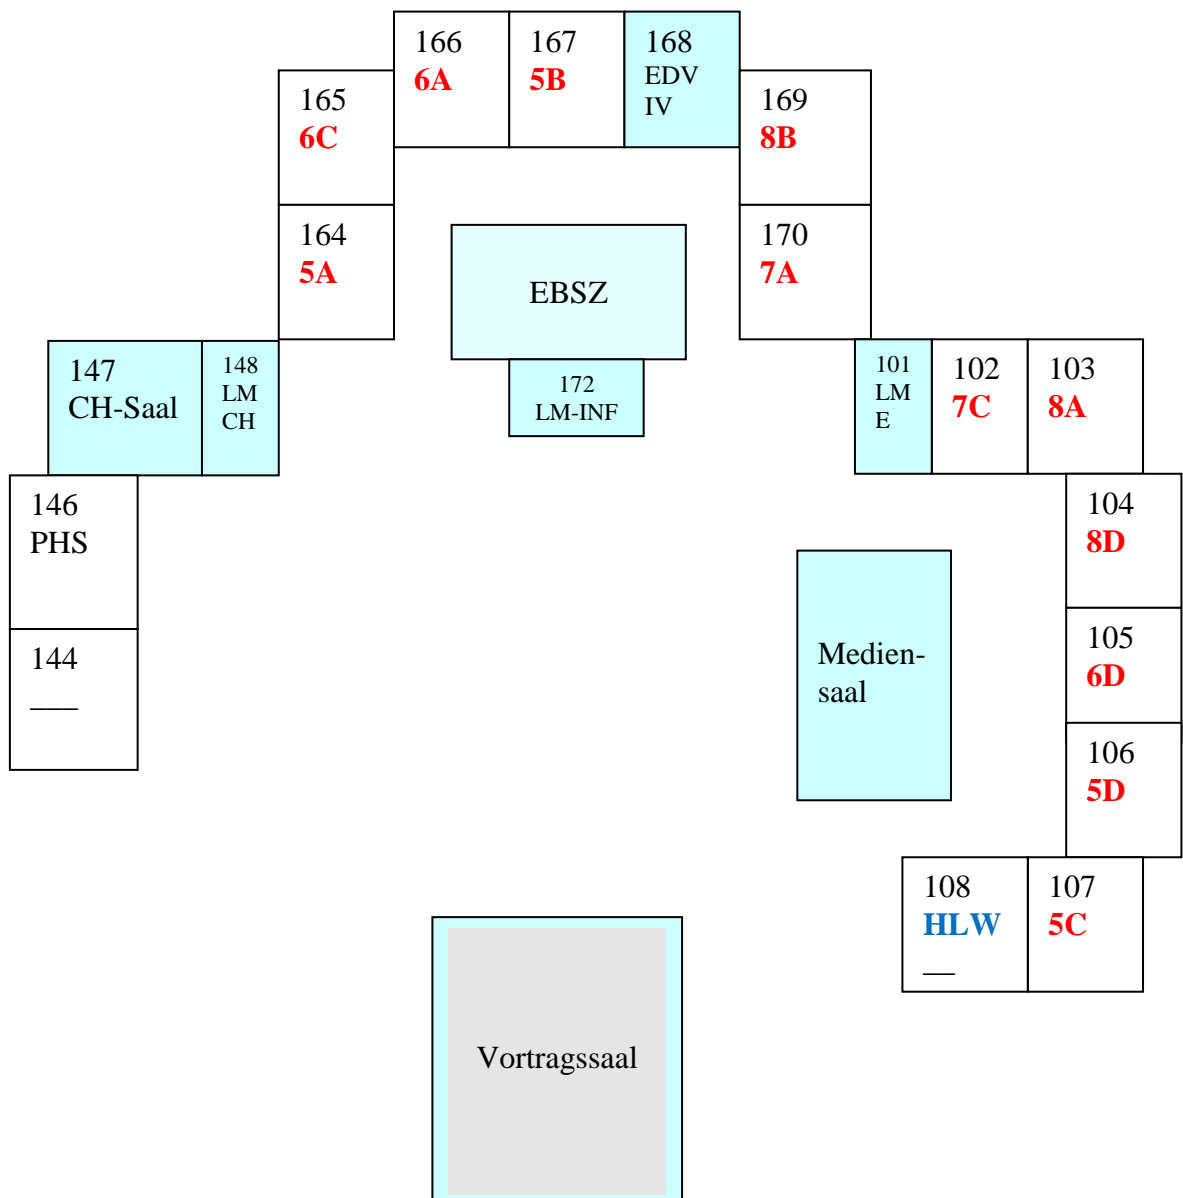 166
6A
167
5B
168
EDV
IV
165
6C
169
8B
164
5A
EBSZ
170
7A
147
CH-Saal
148
LM
CH
172
LM-INF
101
LM
E
102
7C
103
8A
146
PHS
104
8D
144
___
Medien-
saal
105
6D
106
5D
108
HLW
__
107
5C
Vortragssaal